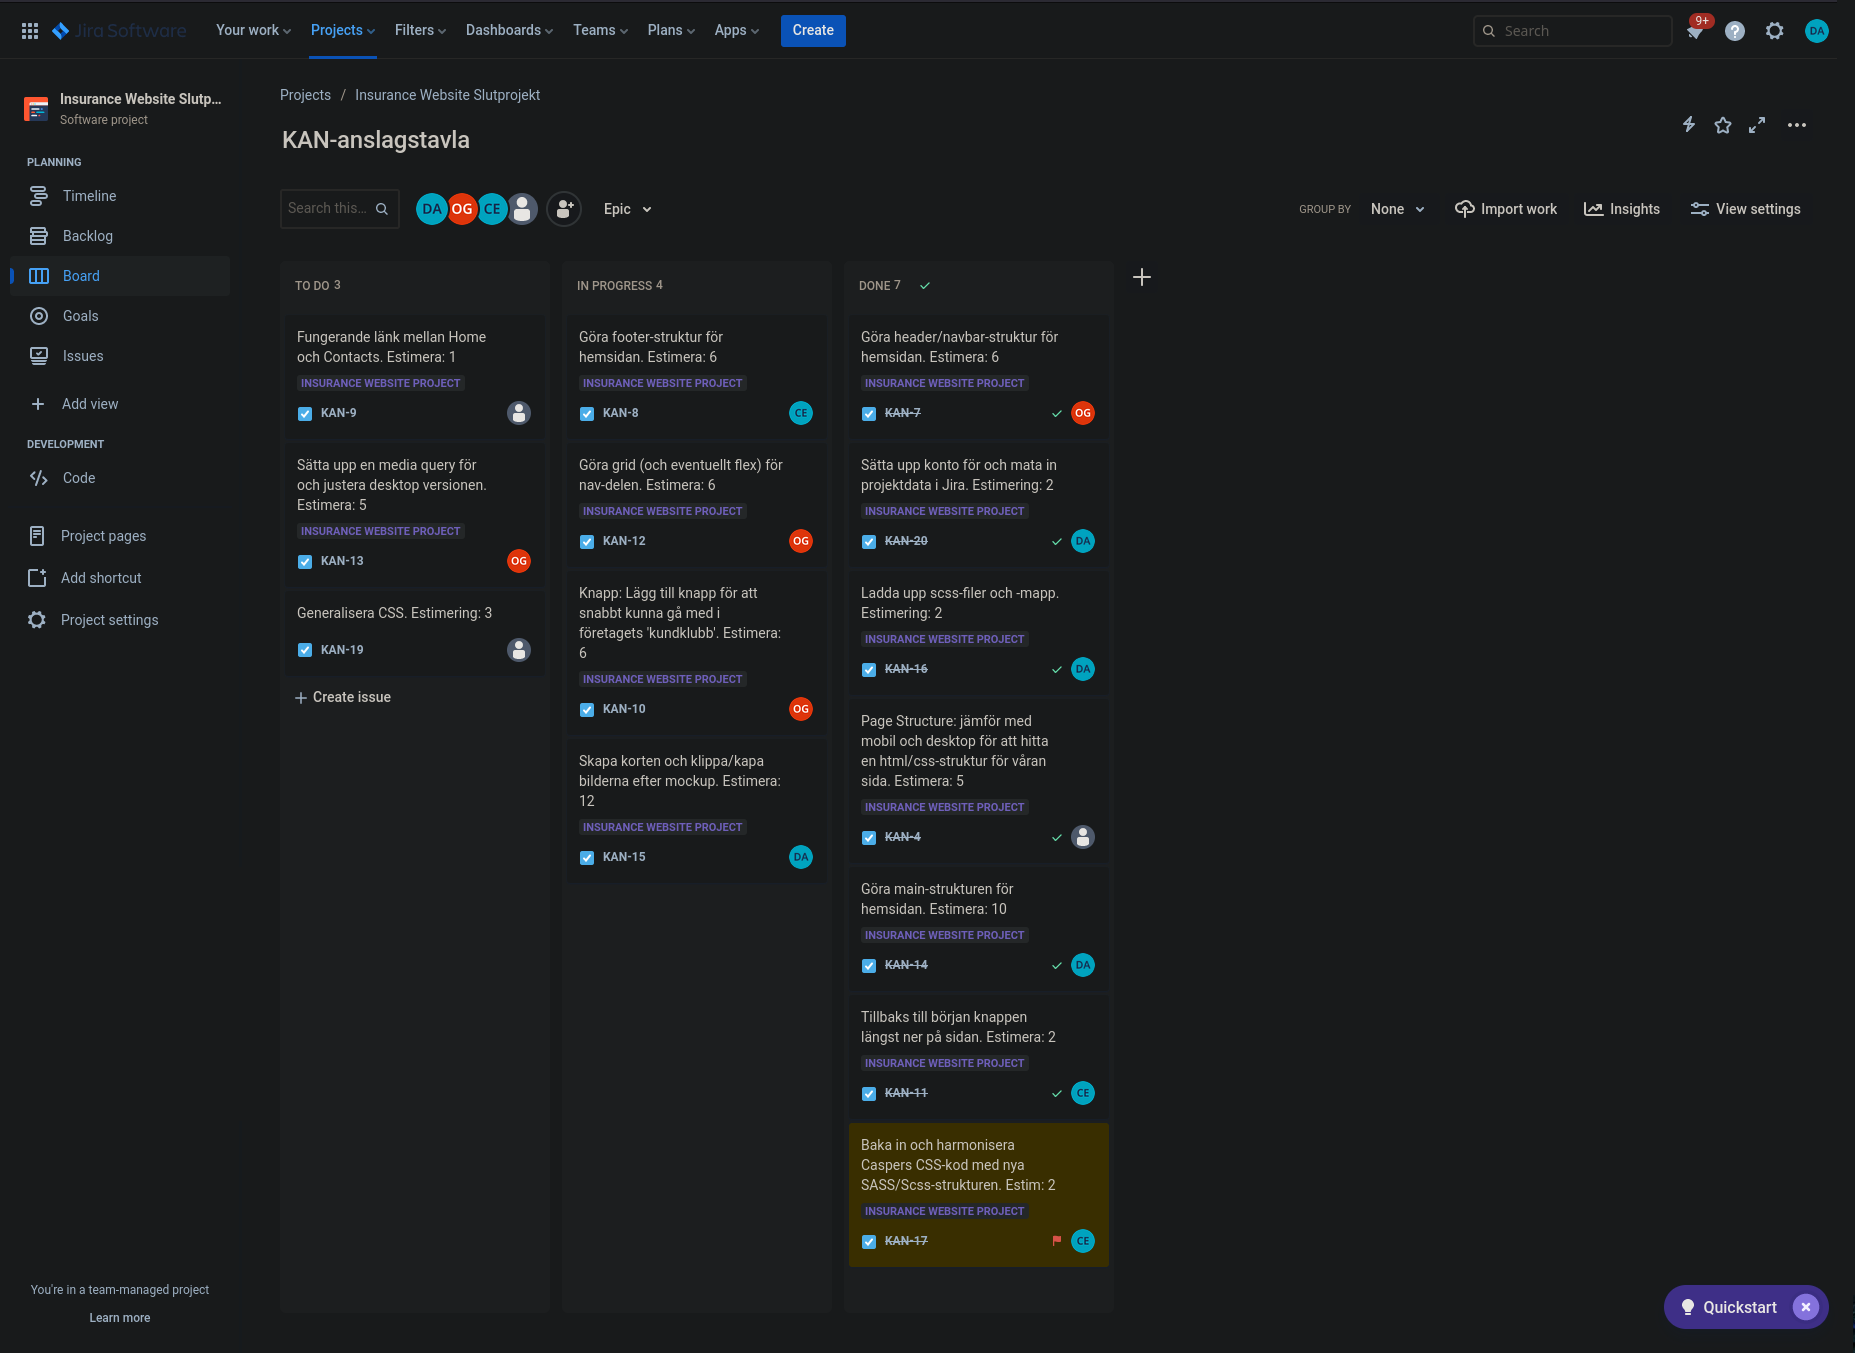 Jira Software
Your work
Projects
Filters
Dashboards
Teams
Plans
Apps
Create
Search
9+
DA
Insurance Website Slutp...
Software project
PLANNING
Timeline
Backlog
Board
Goals
Issues
Add view
DEVELOPMENT
Code
Project pages
Add shortcut
Project settings
You're in a team-managed project
Learn more
Projects / Insurance Website Slutprojekt
KAN-anslagstavla
Search this...
DA
OG
CE
Epic
GROUP BY
None
Import work
Insights
View settings
TO DO 3
Fungerande länk mellan Home
och Contacts. Estimera: 1
INSURANCE WEBSITE PROJECT
KAN-9
Sätta upp en media query för
och justera desktop versionen.
Estimera: 5
INSURANCE WEBSITE PROJECT
KAN-13
OG
Generalisera CSS. Estimering: 3
KAN-19
Create issue
IN PROGRESS 4
Göra footer-struktur för
hemsidan. Estimera: 6
INSURANCE WEBSITE PROJECT
KAN-8
CE
Göra grid (och eventuellt flex) för
nav-delen. Estimera: 6
INSURANCE WEBSITE PROJECT
KAN-12
OG
Knapp: Lägg till knapp för att
snabbt kunna gå med i
företagets 'kundklubb'. Estimera:
6
INSURANCE WEBSITE PROJECT
KAN-10
OG
Skapa korten och klippa/kapa
bilderna efter mockup. Estimera:
12
INSURANCE WEBSITE PROJECT
KAN-15
DA
DONE 7
Göra header/navbar-struktur för
hemsidan. Estimera: 6
INSURANCE WEBSITE PROJECT
KAN-7
OG
Sätta upp konto för och mata in
projektdata i Jira. Estimering: 2
INSURANCE WEBSITE PROJECT
KAN-20
DA
Ladda upp scss-filer och -mapp.
Estimering: 2
INSURANCE WEBSITE PROJECT
KAN-16
DA
Page Structure: jämför med
mobil och desktop för att hitta
en html/css-struktur för våran
sida. Estimera: 5
INSURANCE WEBSITE PROJECT
KAN-4
Göra main-strukturen för
hemsidan. Estimera: 10
INSURANCE WEBSITE PROJECT
KAN-14
DA
Tillbaks till början knappen
längst ner på sidan. Estimera: 2
INSURANCE WEBSITE PROJECT
KAN-11
CE
Baka in och harmonisera
Caspers CSS-kod med nya
SASS/Scss-strukturen. Estim: 2
INSURANCE WEBSITE PROJECT
KAN-17
CE
Quickstart